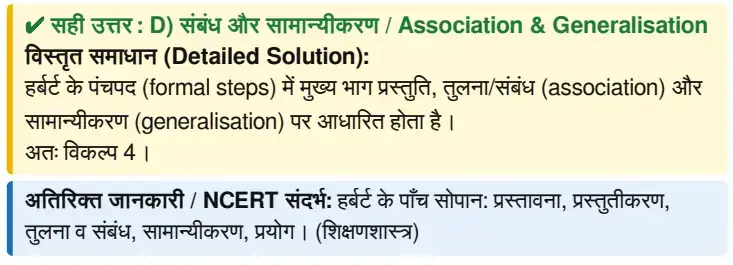 ✔ सही उत्तर : D) संबंध और सामान्यीकरण / Association & Generalisation
विस्तृत समाधान (Detailed Solution):
हर्बर्ट के पंचपद (formal steps) में मुख्य भाग प्रस्तुति, तुलना/संबंध (association) और
सामान्यीकरण (generalisation) पर आधारित होता है।
अतः विकल्प 4।
अतिरिक्त जानकारी / NCERT संदर्भ: हर्बर्ट के पाँच सोपान: प्रस्तावना, प्रस्तुतीकरण,
तुलना व संबंध, सामान्यीकरण, प्रयोग। (शिक्षणशास्त्र)